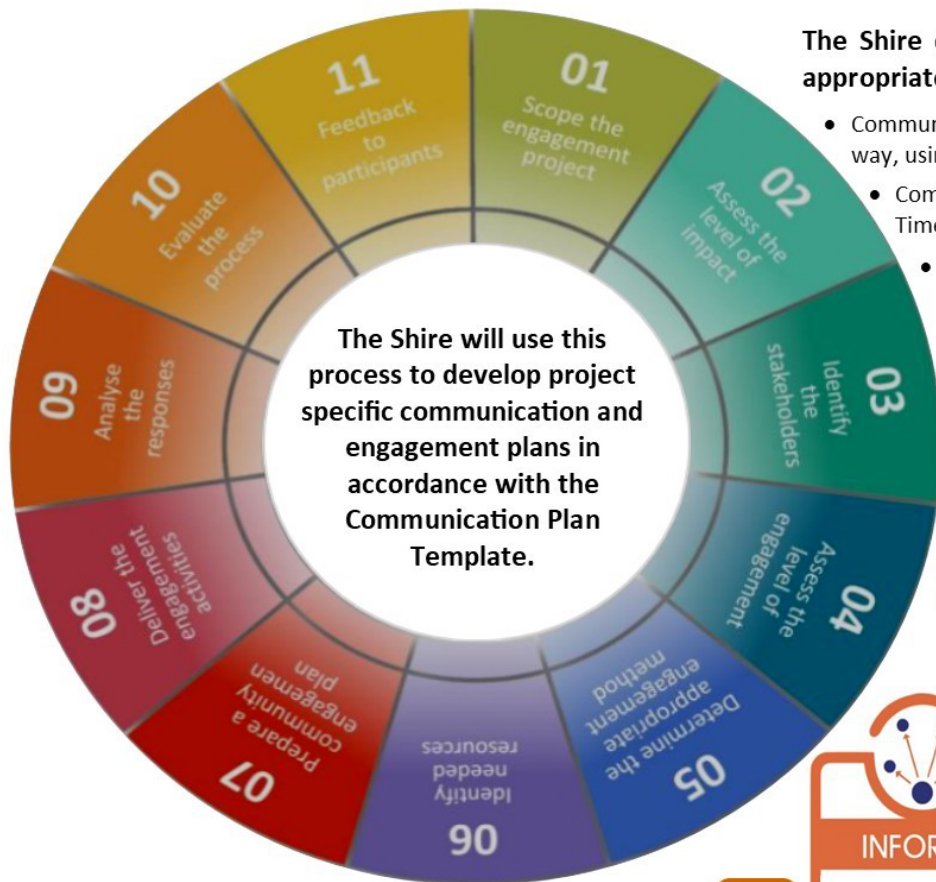 01
Scope the
engagement
project
02
Assess the
level of
impact
03
Identify
the
stakeholders
04
Assess the
level of
engagement
05
Determine the
appropriate
engagement
method
06
Identify
needed
resources
07
Prepare a
community
engagemen
plan
08
Deliver the
engagement
activities
09
Analyse
the
responses
10
Evaluate
the
process
11
Feedback
to
participants
The Shire will use this
process to develop project
specific communication and
engagement plans in
accordance with the
Communication Plan
Template.
The Shire
appropriate
• Commun
way, usin
• Com
Time
•
INFOR